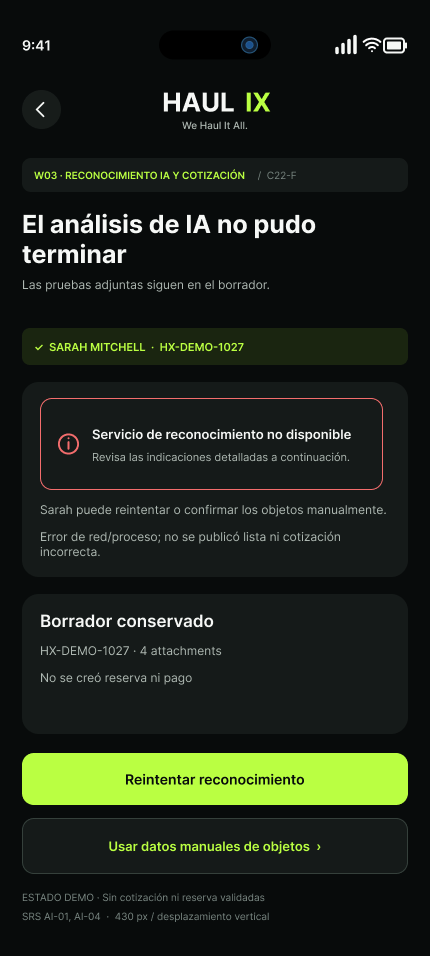 9:41
HAUL IX
We Haul It All.
W03 · RECONOCIMIENTO IA Y COTIZACIÓN / C22-F
El análisis de IA no pudo
terminar
Las pruebas adjuntas siguen en el borrador.
✓ SARAH MITCHELL · HX-DEMO-1027
Servicio de reconocimiento no disponible
Revisa las indicaciones detalladas a continuación.
Sarah puede reintentar o confirmar los objetos manualmente.
Error de red/proceso; no se publicó lista ni cotización
incorrecta.
Borrador conservado
HX-DEMO-1027 · 4 attachments
No se creó reserva ni pago
Reintentar reconocimiento
Usar datos manuales de objetos ›
ESTADO DEMO · Sin cotización ni reserva validadas
SRS AI-01, AI-04 · 430 px / desplazamiento vertical